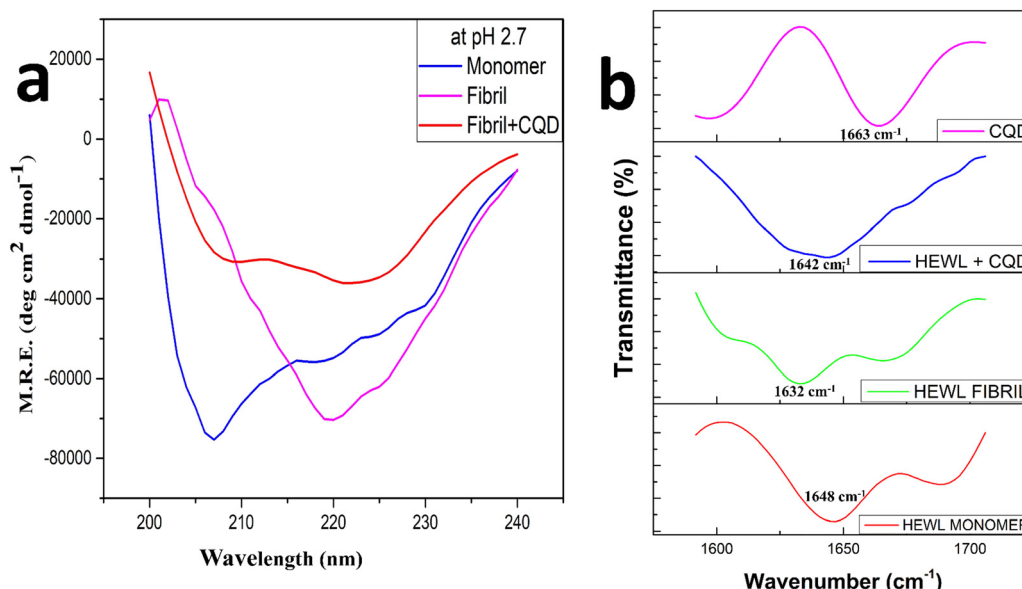 a
at pH 2.7
Monomer
Fibril
Fibril+CQD
20000
0
-20000
-40000
-60000
-80000
M.R.E. (deg cm² dmol⁻¹)
200
210
220
230
240
Wavelength (nm)
b
1663 cm⁻¹
CQD
1642 cm⁻¹
HEWL + CQD
1632 cm⁻¹
HEWL FIBRIL
1648 cm⁻¹
HEWL MONOMER
Transmittance (%)
1600
1650
1700
Wavenumber (cm⁻¹)